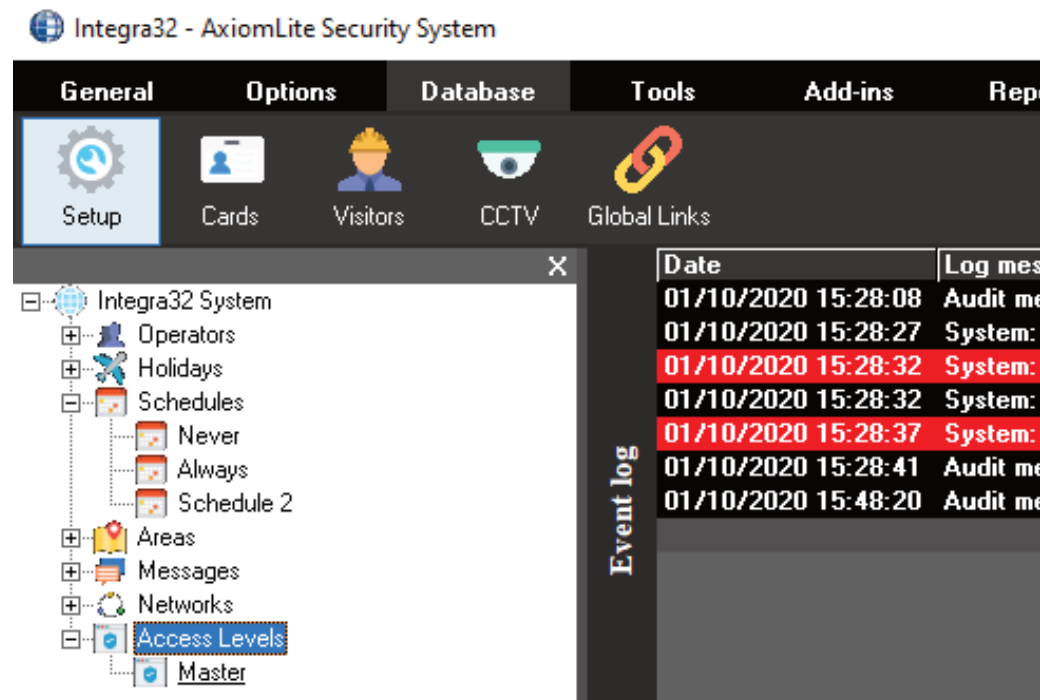 Integra32 - AxiomLite Security System
General Options Database Tools Add-ins
Setup Cards Visitors CCTV Global Links
X
Integra32 System
Operators
Holidays
Schedules
Never
Always
Schedule 2
Areas
Messages
Networks
Access Levels
Master
Event log
Date Log
01/10/2020 15:28:08 Audit
01/10/2020 15:28:27 System:
01/10/2020 15:28:32 System:
01/10/2020 15:28:32 System:
01/10/2020 15:28:37 System:
01/10/2020 15:28:41 Audit
01/10/2020 15:48:20 Audit